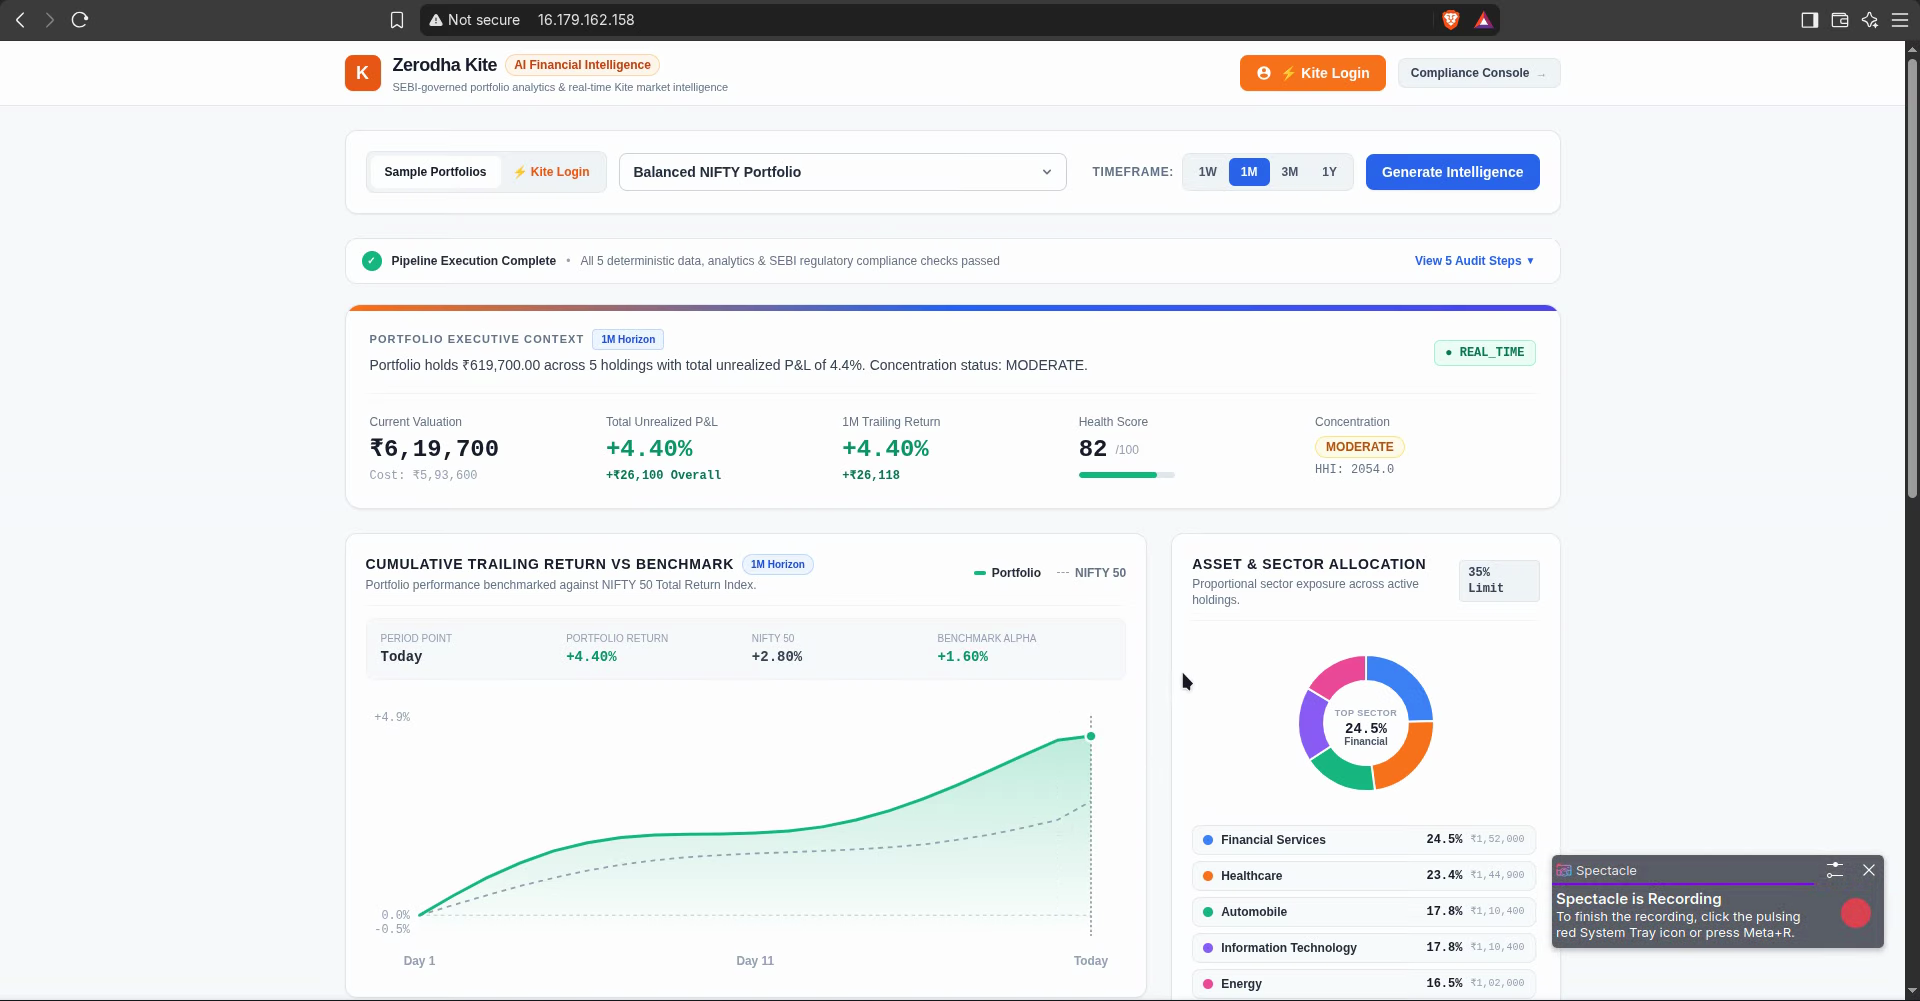 Not secure 16.179.162.158
K
Zerodha Kite AI Financial Intelligence
SEBI-governed portfolio analytics & real-time Kite market intelligence
⚡ Kite Login
Compliance Console →
Sample Portfolios ⚡ Kite Login
Balanced NIFTY Portfolio
TIMEFRAME: 1W 1M 3M 1Y
Generate Intelligence
✓ Pipeline Execution Complete • All 5 deterministic data, analytics & SEBI regulatory compliance checks passed
View 5 Audit Steps ▼
PORTFOLIO EXECUTIVE CONTEXT 1M Horizon
Portfolio holds ₹619,700.00 across 5 holdings with total unrealized P&L of 4.4%. Concentration status: MODERATE.
● REAL_TIME
Current Valuation
₹6,19,700
Cost: ₹5,93,600
Total Unrealized P&L
+4.40%
+₹26,100 Overall
1M Trailing Return
+4.40%
+₹26,118
Health Score
82 /100
Concentration
MODERATE
HHI: 2054.0
CUMULATIVE TRAILING RETURN VS BENCHMARK 1M Horizon
Portfolio performance benchmarked against NIFTY 50 Total Return Index.
Portfolio --- NIFTY 50
PERIOD POINT
Today
PORTFOLIO RETURN
+4.40%
NIFTY 50
+2.80%
BENCHMARK ALPHA
+1.60%
+4.9%
0.0%
-0.5%
Day 1 Day 11 Today
ASSET & SECTOR ALLOCATION
Proportional sector exposure across active
holdings.
35%
Limit
TOP SECTOR
24.5%
Financial
Financial Services 24.5% ₹1,52,000
Healthcare 23.4% ₹1,44,900
Automobile 17.8% ₹1,10,400
Information Technology 17.8% ₹1,10,400
Energy 16.5% ₹1,02,000
Spectacle
Spectacle is Recording
To finish the recording, click the pulsing
red System Tray icon or press Meta+R.